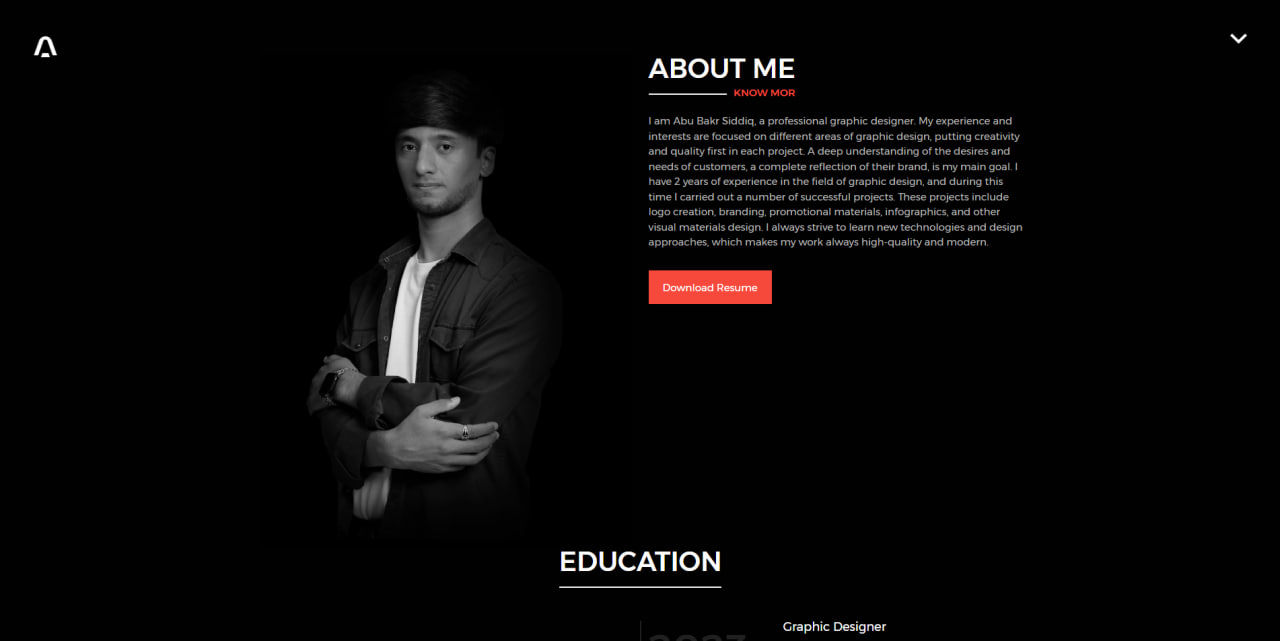 ABOUT ME
KNOW MOR
I am Abu Bakr Siddiq, a professional graphic designer. My experience and
interests are focused on different areas of graphic design, putting creativity
and quality first in each project. A deep understanding of the desires and
needs of customers, a complete reflection of their brand, is my main goal. I
have 2 years of experience in the field of graphic design, and during this
time I carried out a number of successful projects. These projects include
logo creation, branding, promotional materials, infographics, and other
visual materials design. I always strive to learn new technologies and design
approaches, which makes my work always high-quality and modern.
Download Resume
EDUCATION
Graphic Designer
2023